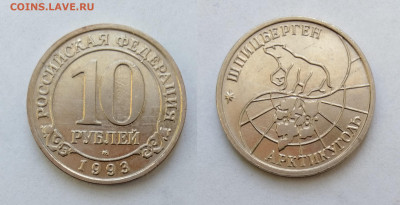 COINS.LAVE.RU
РОССИЙСКАЯ ФЕДЕРАЦИЯ
10
РУБЛЕЙ
1993
ШПИЦБЕРГЕН
АРКТИКУГОЛЬ